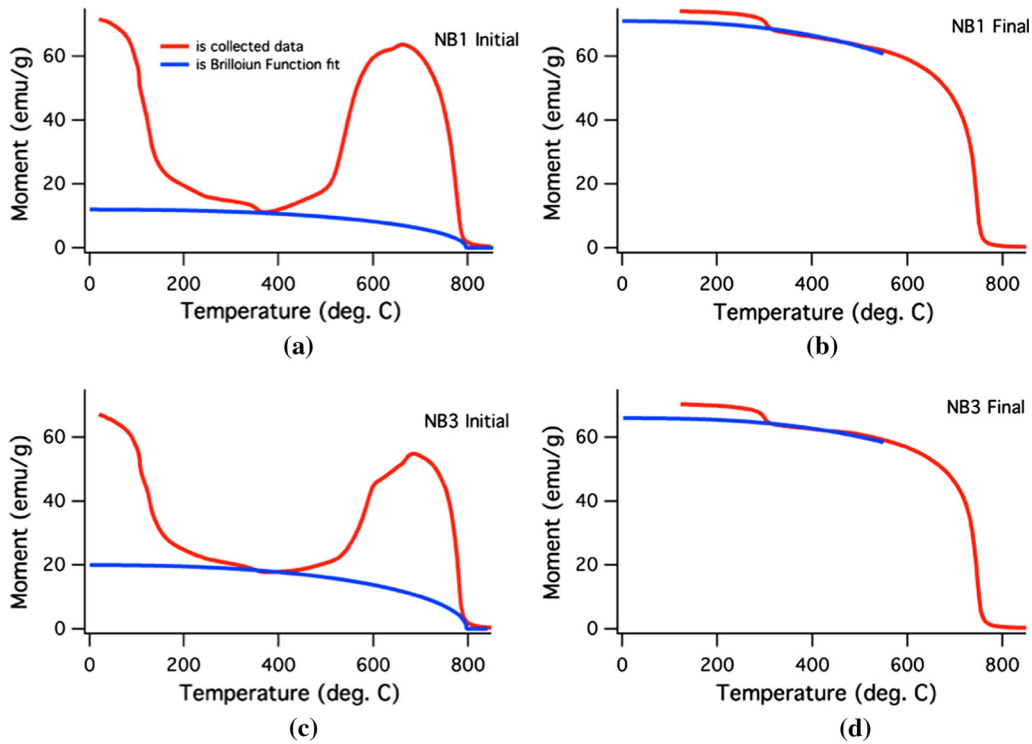 60
40
20
0
Moment (emu/g)
is collected data
is Brilloiun Function fit
NB1 Initial
0 200 400 600 800
Temperature (deg. C)
(a)
60
40
20
0
Moment (emu/g)
NB1 Final
0 200 400 600 800
Temperature (deg. C)
(b)
60
40
20
0
Moment (emu/g)
NB3 Initial
0 200 400 600 800
Temperature (deg. C)
(c)
60
40
20
0
Moment (emu/g)
NB3 Final
0 200 400 600 800
Temperature (deg. C)
(d)